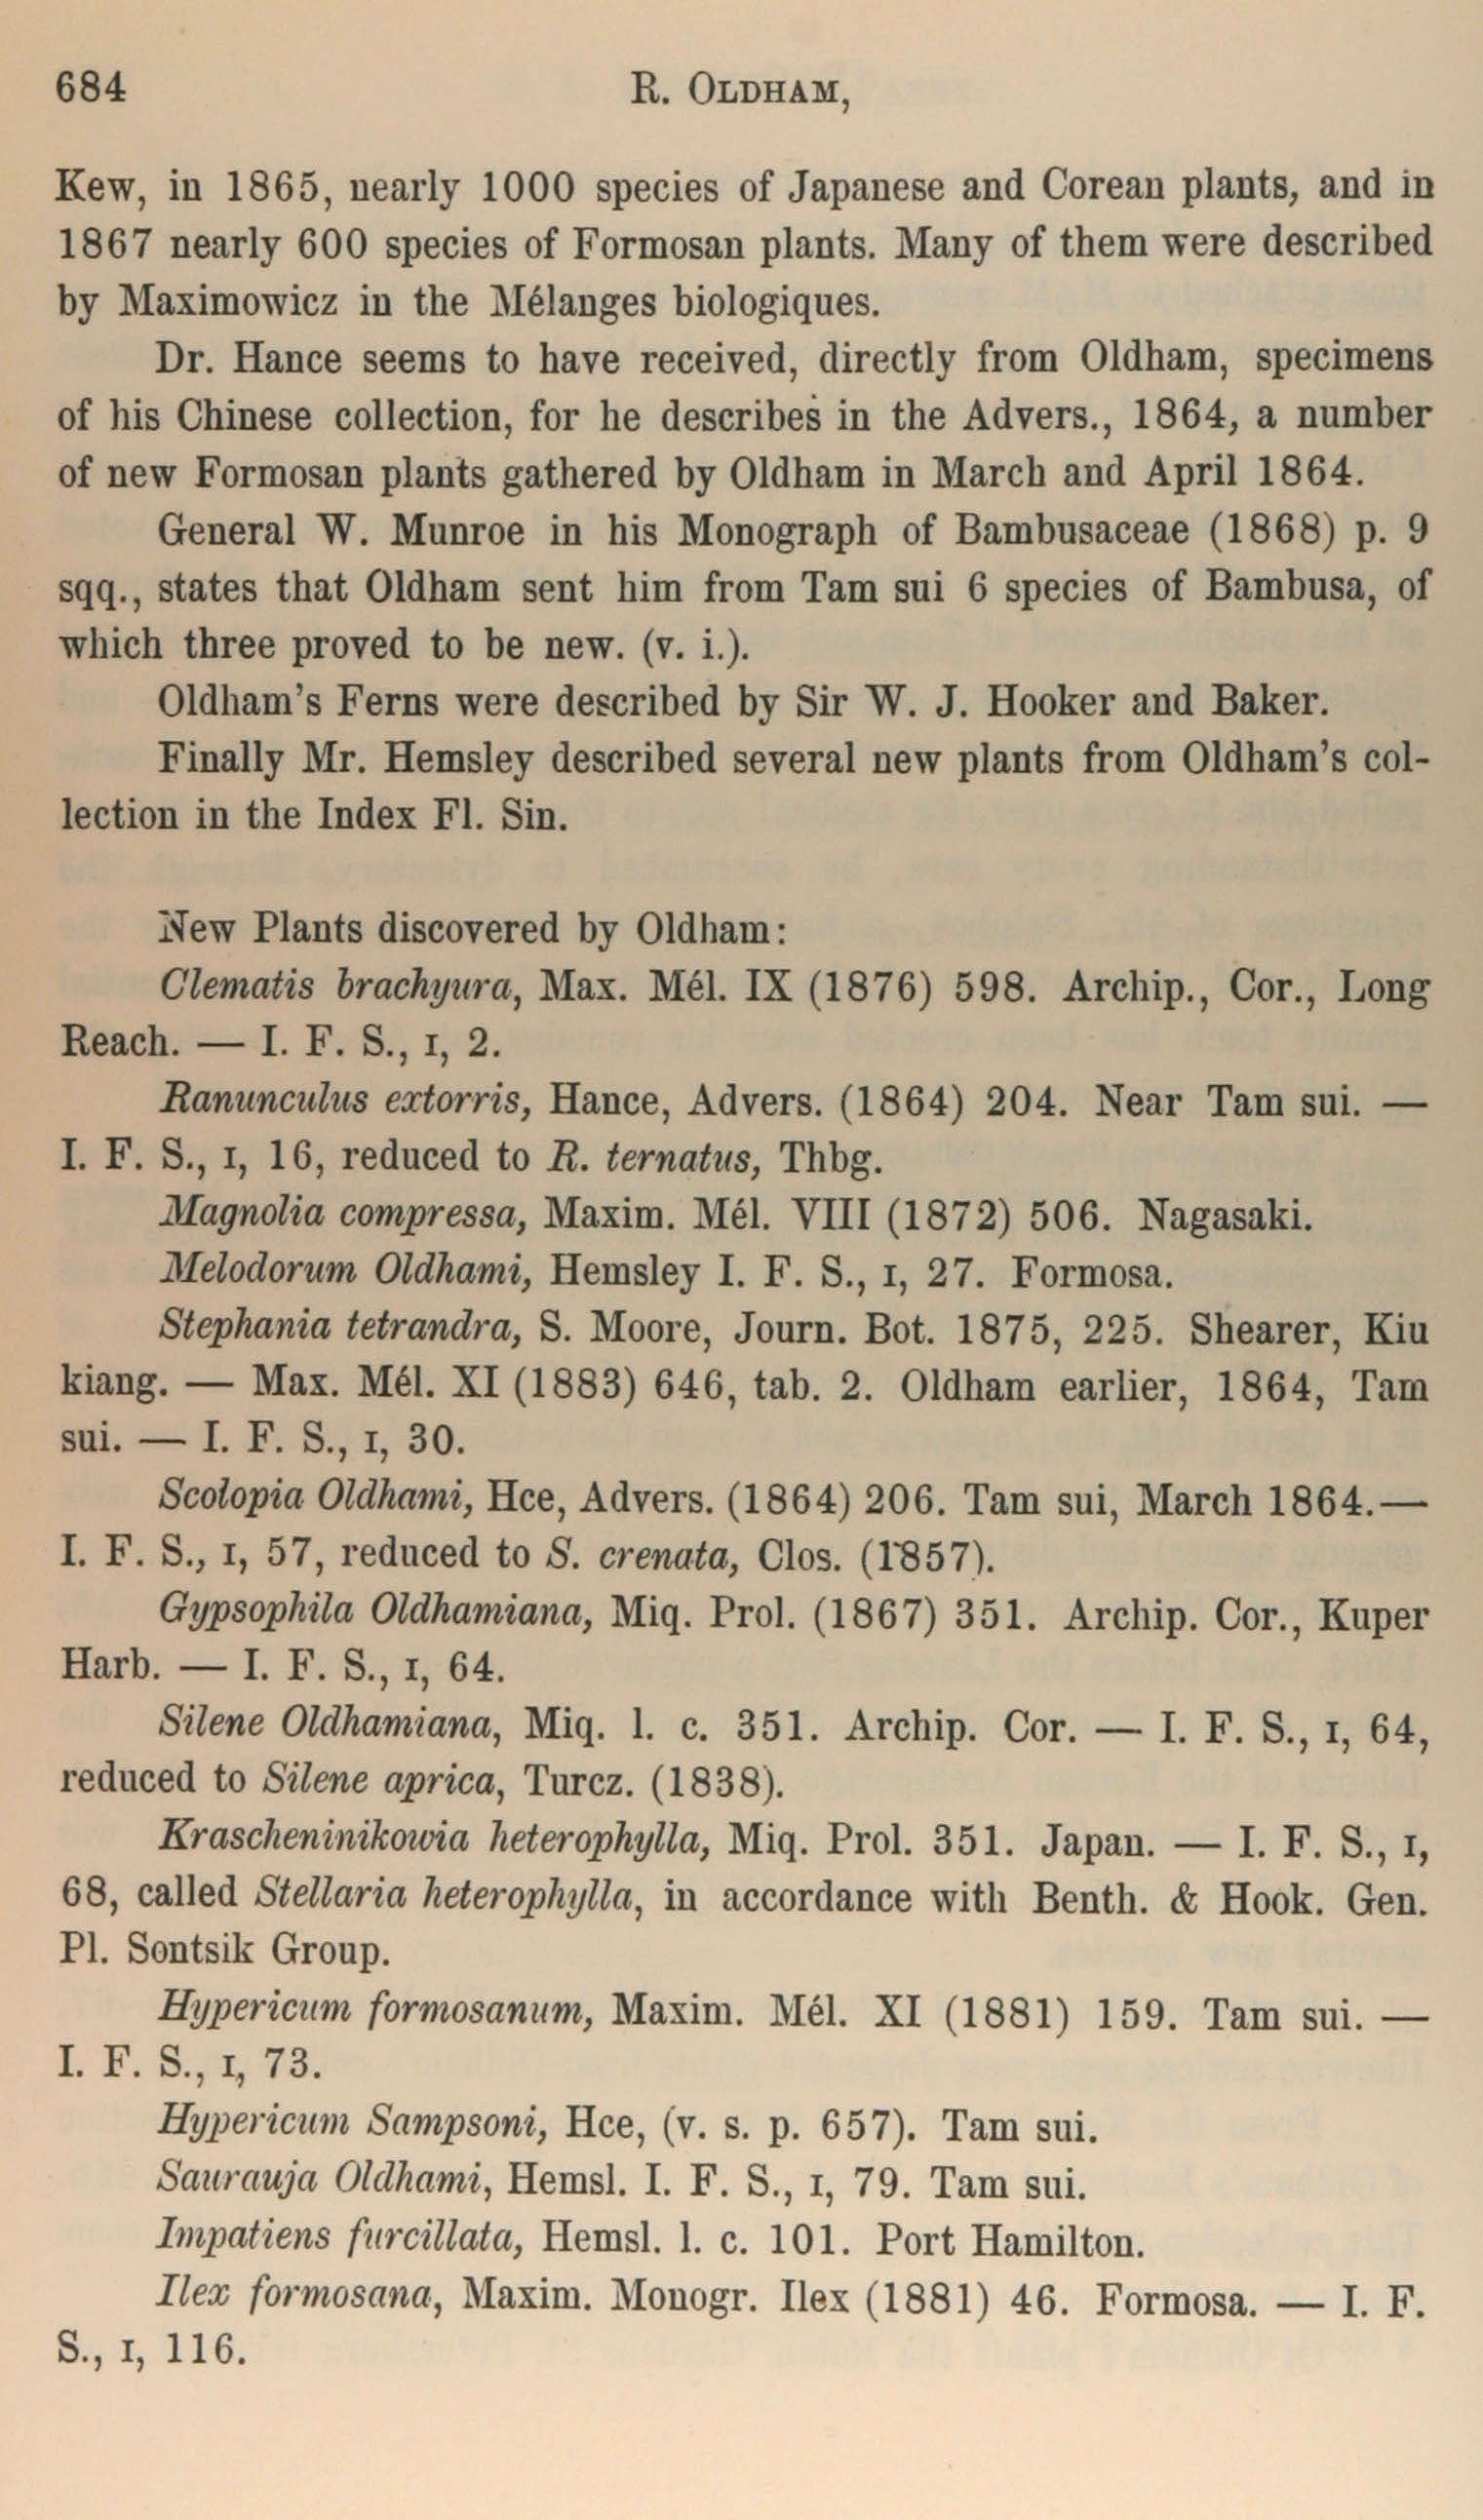 684
R. OLDHAM,
Kew, in 1865, nearly 1000 species of Japanese and Corean plants, and in
1867 nearly 600 species of Formosan plants. Many of them were described
by Maximowicz in the Mélanges biologiques.
Dr. Hance seems to have received, directly from Oldham, specimens
of his Chinese collection, for he describes in the Advers., 1864, a number
of new Formosan plants gathered by Oldham in March and April 1864.
General W. Munroe in his Monograph of Bambusaceae (1868) p. 9
sqq., states that Oldham sent him from Tam sui 6 species of Bambusa, of
which three proved to be new. (v. i.).
Oldham's Ferns were described by Sir W. J. Hooker and Baker.
Finally Mr. Hemsley described several new plants from Oldham's col-
lection in the Index Fl. Sin.
New Plants discovered by Oldham:
Clematis brachyura, Max. Mél. IX (1876) 598. Archip., Cor., Long
Reach. — I. F. S., I, 2.
Ranunculus extorris, Hance, Advers. (1864) 204. Near Tam sui. —
I. F. S., I, 16, reduced to R. ternatus, Thbg.
Magnolia compressa, Maxim. Mél. VIII (1872) 506. Nagasaki.
Melodorum Oldhami, Hemsley I. F. S., I, 27. Formosa.
Stephania tetrandra, S. Moore, Journ. Bot. 1875, 225. Shearer, Kiu
kiang. — Max. Mél. XI (1883) 646, tab. 2. Oldham earlier, 1864, Tam
sui. — I. F. S., I, 30.
Scolopia Oldhami, Hce, Advers. (1864) 206. Tam sui, March 1864.—
I. F. S., I, 57, reduced to S. crenata, Clos. (1857).
Gypsophila Oldhamiana, Miq. Prol. (1867) 351. Archip. Cor., Kuper
Harb. — I. F. S., I, 64.
Silene Oldhamiana, Miq. l. c. 351. Archip. Cor. — I. F. S., I, 64,
reduced to Silene aprica, Turcz. (1838).
Krascheninikowia heterophylla, Miq. Prol. 351. Japan. — I. F. S., I,
68, called Stellaria heterophylla, in accordance with Benth. & Hook. Gen.
Pl. Sontsik Group.
Hypericum formosanum, Maxim. Mél. XI (1881) 159. Tam sui. —
I. F. S., I, 73.
Hypericum Sampsoni, Hce, (v. s. p. 657). Tam sui.
Saurauja Oldhami, Hemsl. I. F. S., I, 79. Tam sui.
Impatiens furcillata, Hemsl. l. c. 101. Port Hamilton.
Ilex formosana, Maxim. Monogr. Ilex (1881) 46. Formosa. — I. F.
S., I, 116.